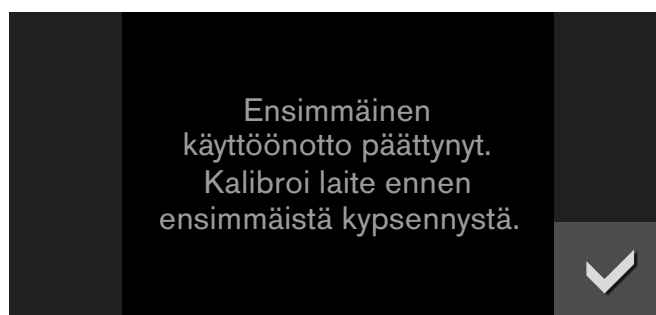 Ensimmäinen
käyttöönotto päättynyt.
Kalibroi laite ennen
ensimmäistä kypsennystä.